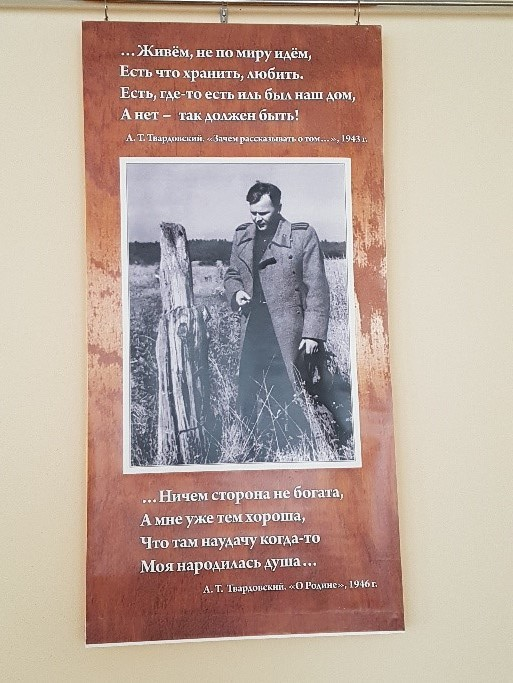 …Живём, не по миру идём,
Есть что хранить, любить.
Есть, где-то есть иль был наш дом,
А нет – так должен быть!
А. Т. Твардовский. «Зачем рассказывать о том…», 1943 г.
…Ничем сторона не богата,
А мне уже тем хороша,
Что там наудачу когда-то
Моя народилась душа…
А. Т. Твардовский. «О Родине», 1946 г.